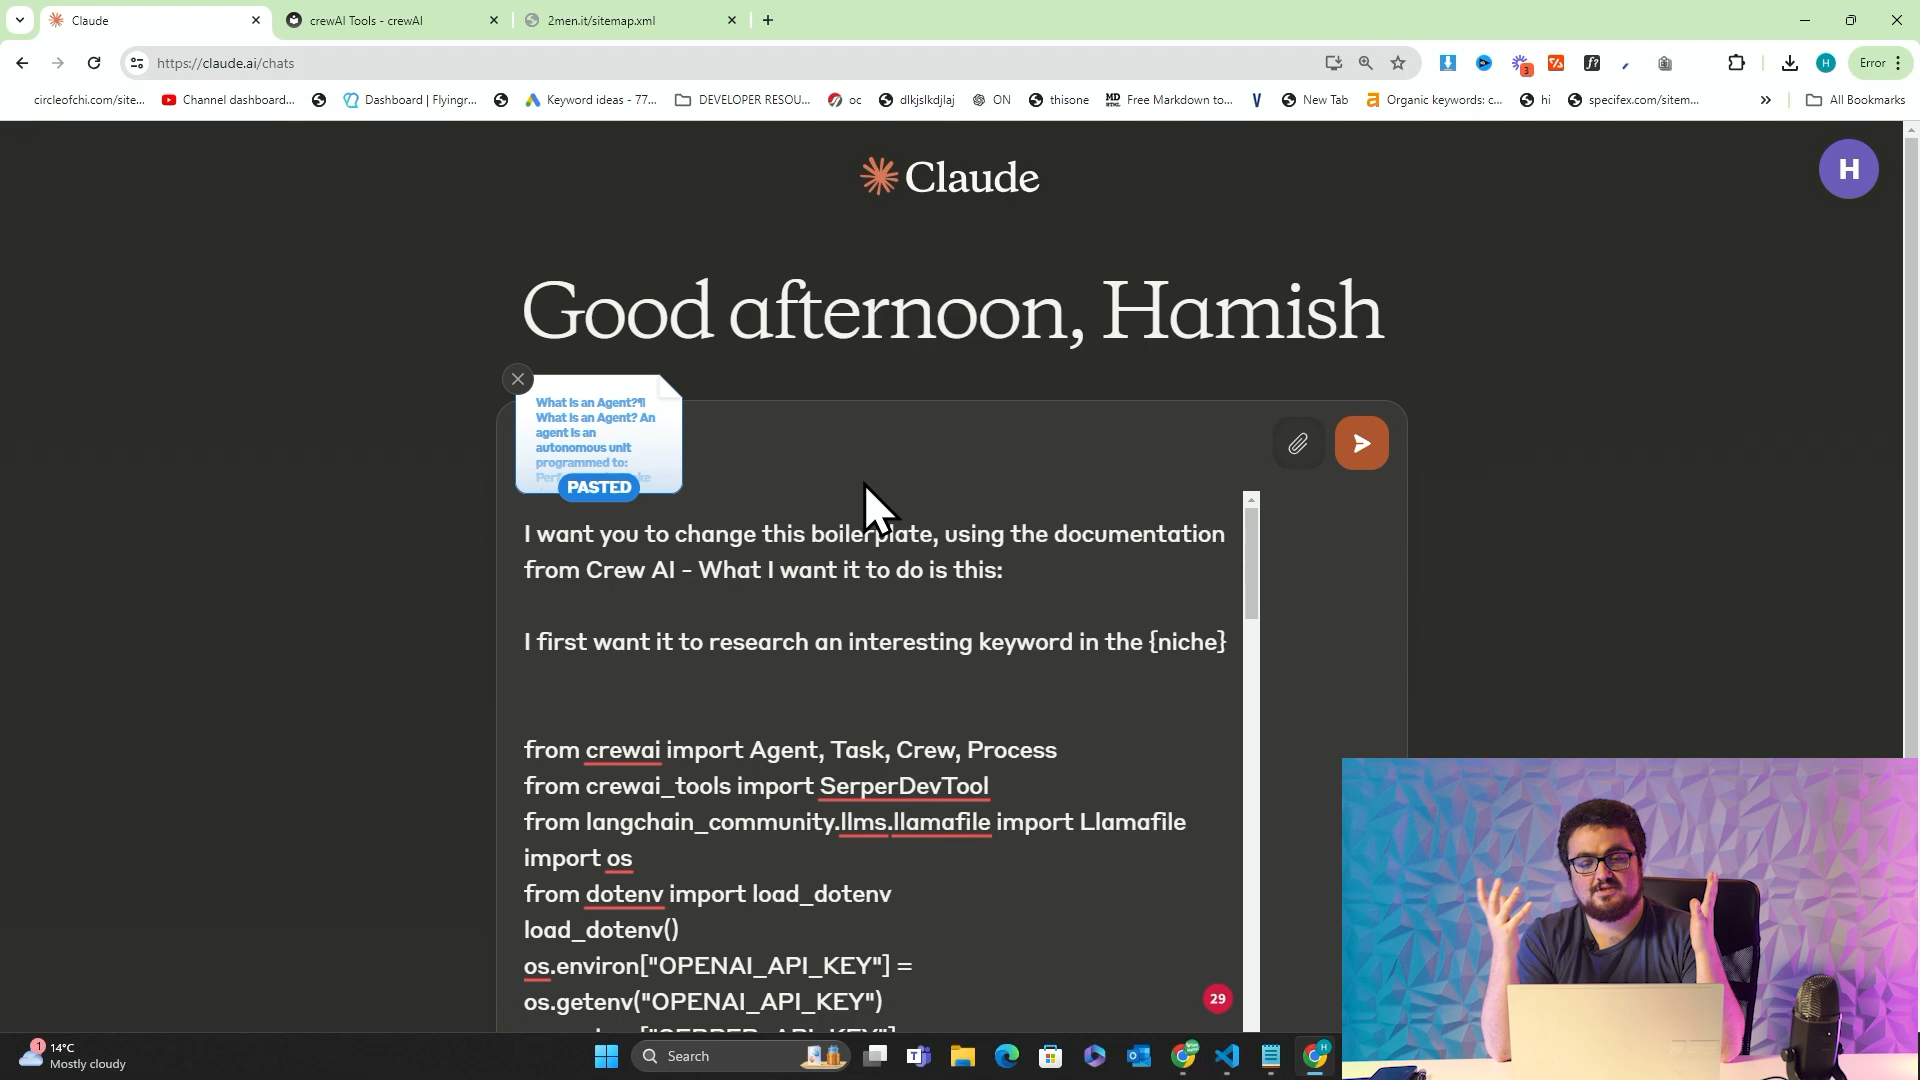 Claude
crewAI Tools - crewAI
2men.it/sitemap.xml
https://claude.ai/chats
3
H
Error
circleofchi.com/site...
Channel dashboard...
Dashboard | Flyingr...
Keyword ideas - 77...
DEVELOPER RESOU...
oc
dlkjslkdjlaj
ON
thisone
Free Markdown to...
New Tab
Organic keywords: c...
hi
specifex.com/sitem...
All Bookmarks
Claude
H
Good afternoon, Hamish
What is an Agent?¶
What is an Agent? An
agent is an
autonomous unit
programmed to:
PASTED
I want you to change this boilerplate, using the documentation
from Crew AI - What I want it to do is this:
I first want it to research an interesting keyword in the {niche}
from crewai import Agent, Task, Crew, Process
from crewai_tools import SerperDevTool
from langchain_community.llms.llamafile import Llamafile
import os
from dotenv import load_dotenv
load_dotenv()
os.environ["OPENAI_API_KEY"] =
os.getenv("OPENAI_API_KEY")
29
1
14°C
Mostly cloudy
Search